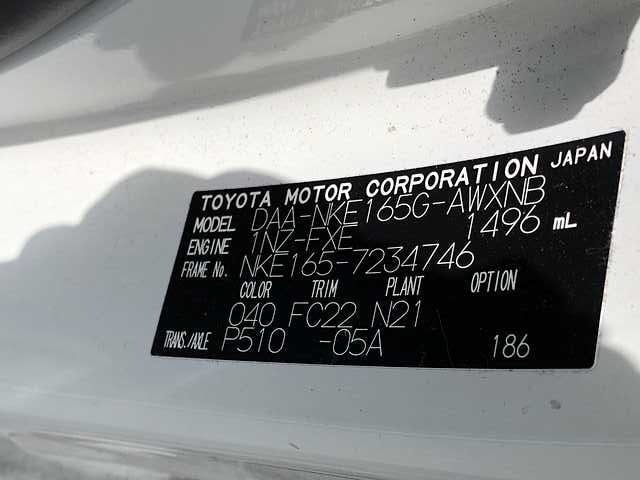 TOYOTA MOTOR CORPORATION JAPAN
MODEL DAA-NKE165G-AWXNB
ENGINE 1NZ-FXE 1496 mL
FRAME No. NKE165-7234746
COLOR TRIM PLANT OPTION
040 FC22 N21
TRANS./AXLE P510 -05A 186